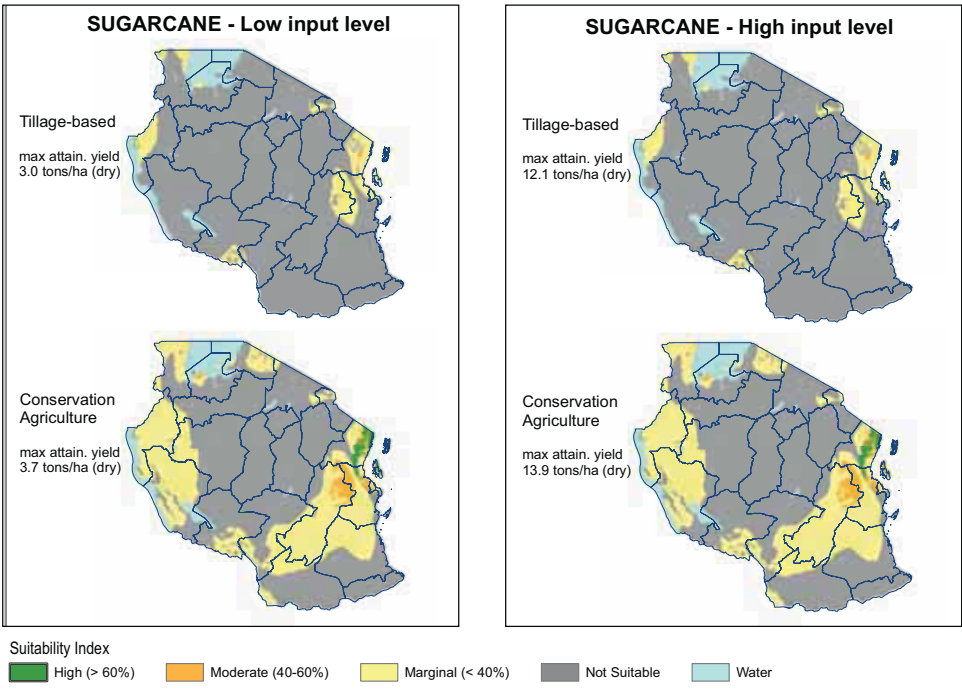 SUGARCANE - Low input level
Tillage-based
max attain. yield
3.0 tons/ha (dry)
Conservation
Agriculture
max attain. yield
3.7 tons/ha (dry)
SUGARCANE - High input level
Tillage-based
max attain. yield
12.1 tons/ha (dry)
Conservation
Agriculture
max attain. yield
13.9 tons/ha (dry)
Suitability Index
High (> 60%)
Moderate (40-60%)
Marginal (< 40%)
Not Suitable
Water